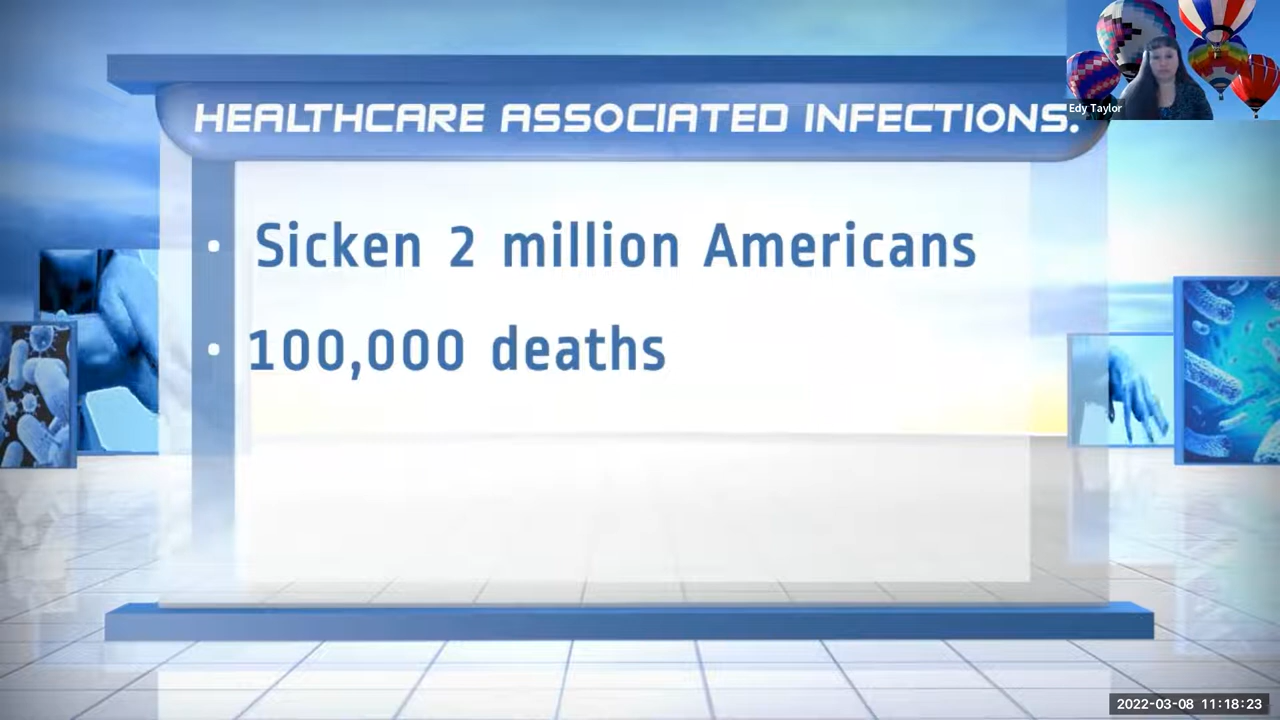 Edy Taylor
HEALTHCARE ASSOCIATED INFECTIONS.
• Sicken 2 million Americans
• 100,000 deaths
2022-03-08 11:18:23